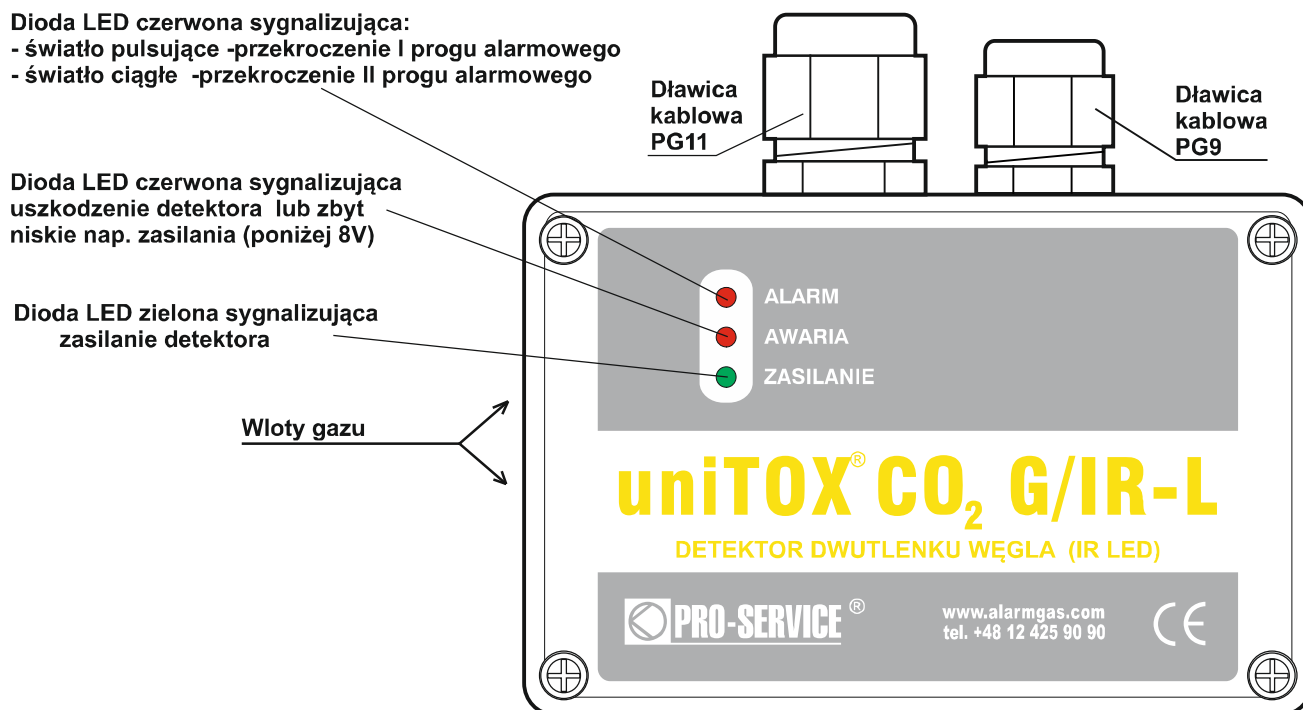 Dioda LED czerwona sygnalizująca:
- światło pulsujące -przekroczenie I progu alarmowego
- światło ciągłe -przekroczenie II progu alarmowego
Dławica
kablowa
PG11
Dławica
kablowa
PG9
Dioda LED czerwona sygnalizująca
uszkodzenie detektora lub zbyt
niskie nap. zasilania (poniżej 8V)
Dioda LED zielona sygnalizująca
zasilanie detektora
Wloty gazu
ALARM
AWARIA
ZASILANIE
uniTOX® CO₂ G/IR-L
DETEKTOR DWUTLENKU WĘGLA (IR LED)
PRO-SERVICE ®
www.alarmgas.com
tel. +48 12 425 90 90
CE